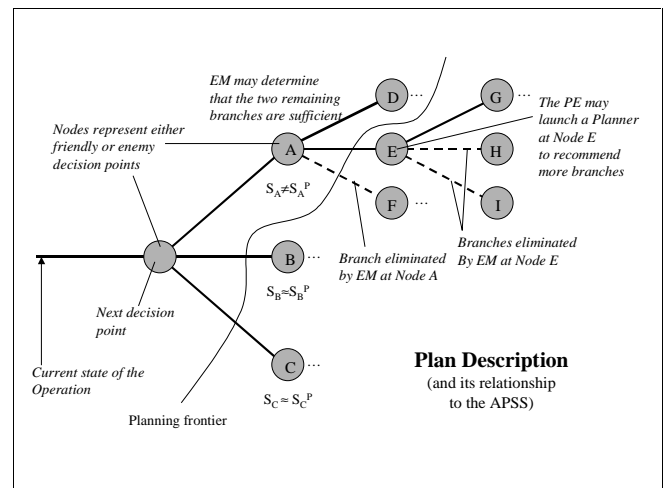 EM may determine
that the two remaining
branches are sufficient
D ...
G ...
The PE may
launch a Planner
at Node E
to recommend
more branches
Nodes represent either
friendly or enemy
decision points
A
E
H
S_A≠S_A^P
F ...
I
Branch eliminated
by EM at Node A
Branches eliminated
By EM at Node E
B ...
S_B≈S_B^P
Next decision
point
Current state of the
Operation
C ...
S_C ≈ S_C^P
Planning frontier
Plan Description
(and its relationship
to the APSS)